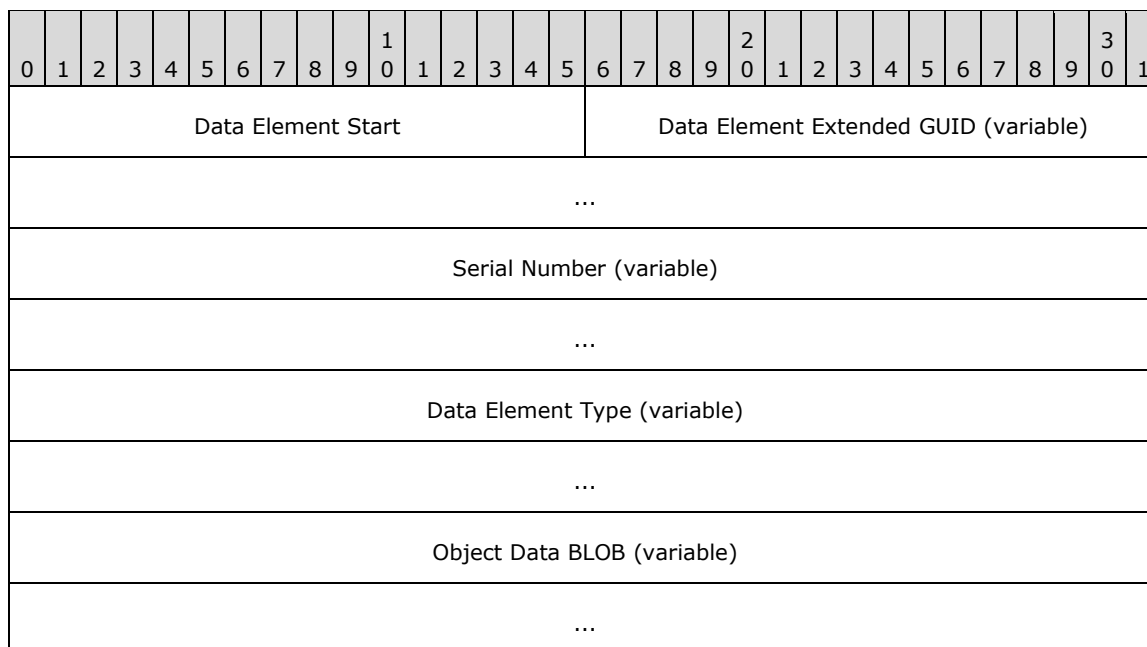 1 2 3
0 1 2 3 4 5 6 7 8 9 0 1 2 3 4 5 6 7 8 9 0 1 2 3 4 5 6 7 8 9 0 1
Data Element Start Data Element Extended GUID (variable)
...
Serial Number (variable)
...
Data Element Type (variable)
...
Object Data BLOB (variable)
...